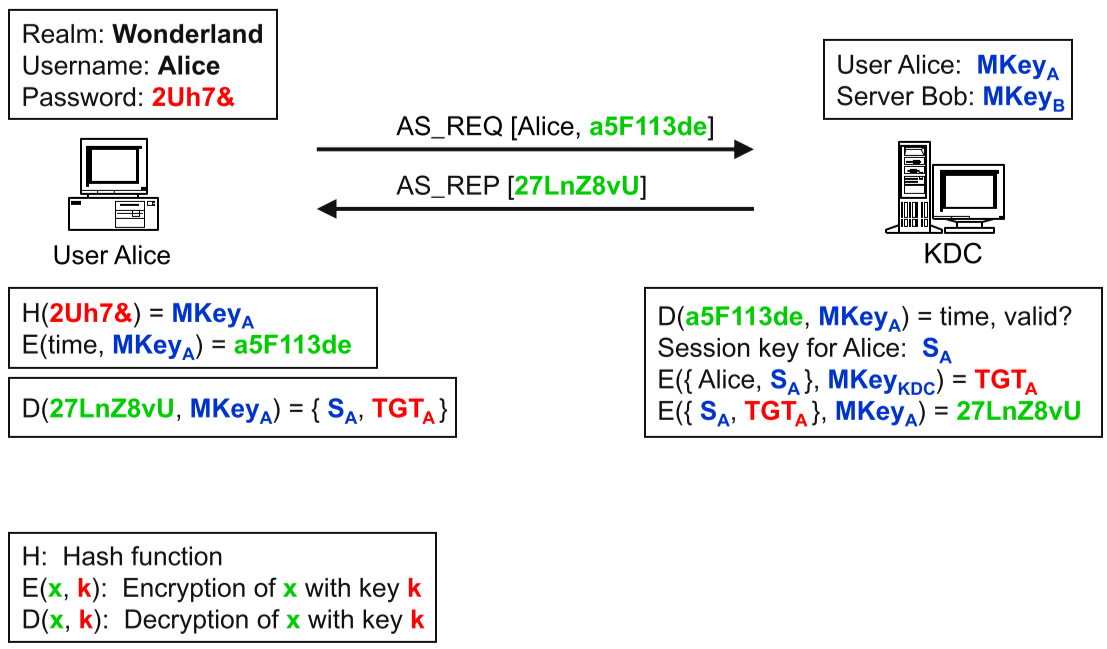 Realm: Wonderland
Username: Alice
Password: 2Uh7&
User Alice: MKeyA
Server Bob: MKeyB
AS_REQ [Alice, a5F113de]
AS_REP [27LnZ8vU]
User Alice
KDC
H(2Uh7&) = MKeyA
E(time, MKeyA) = a5F113de
D(27LnZ8vU, MKeyA) = { SA, TGTA }
D(a5F113de, MKeyA) = time, valid?
Session key for Alice: SA
E({ Alice, SA }, MKeyKDC) = TGTA
E({ SA, TGTA }, MKeyA) = 27LnZ8vU
H: Hash function
E(x, k): Encryption of x with key k
D(x, k): Decryption of x with key k